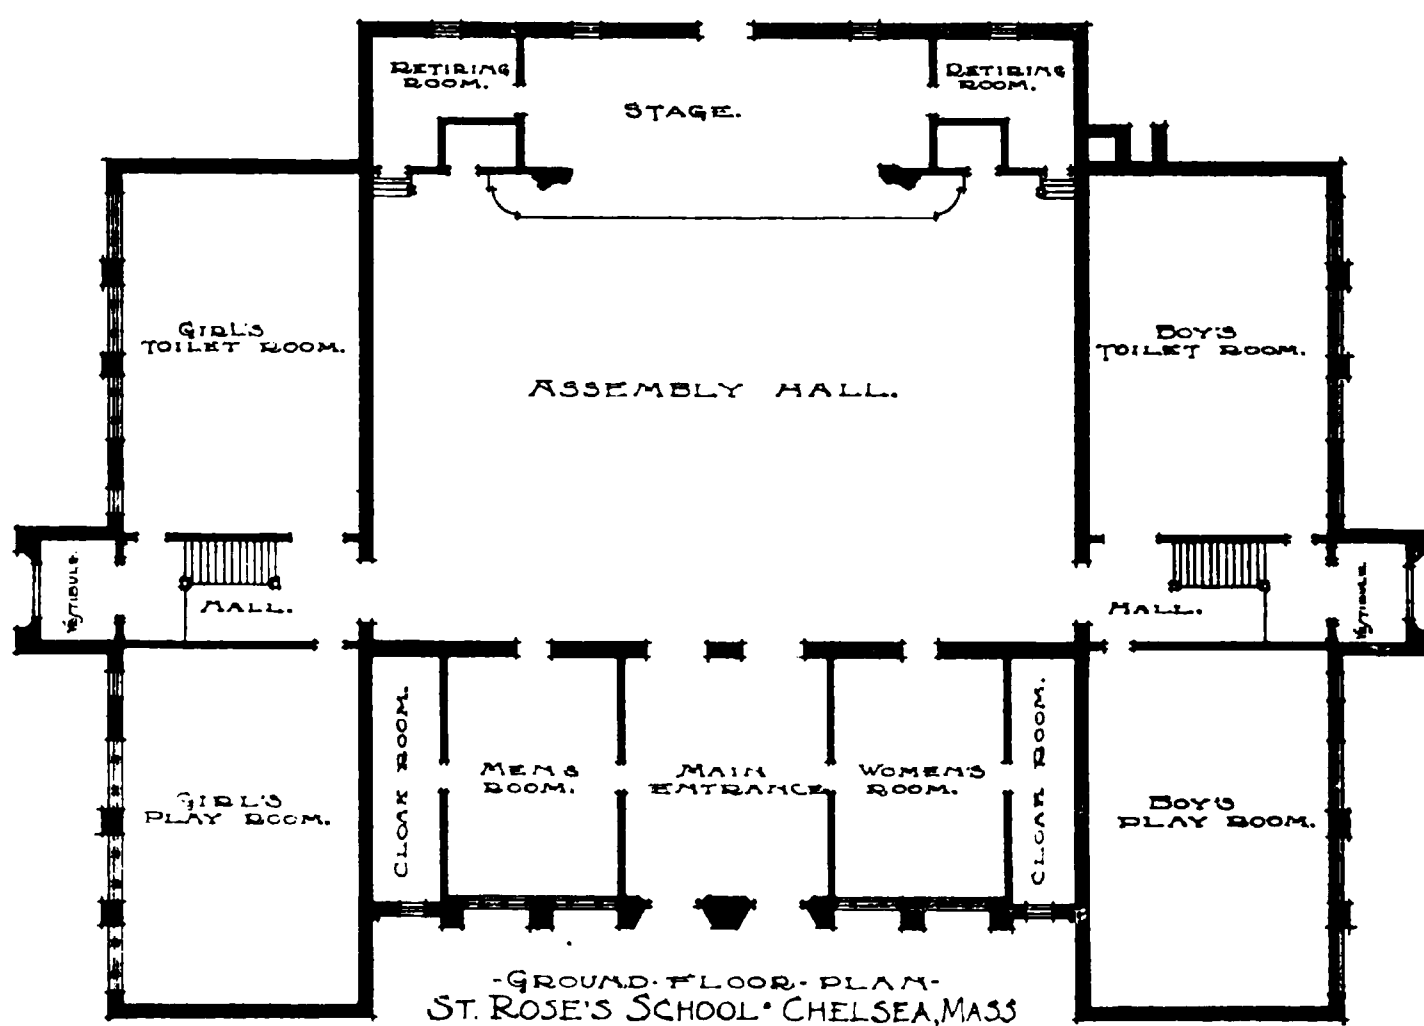 RETIRING
ROOM.
STAGE.
RETIRING
ROOM.
GIRL'S
TOILET ROOM.
BOY'S
TOILET ROOM.
ASSEMBLY HALL.
VESTIBULE.
HALL.
HALL.
VESTIBULE
CLOAK ROOM.
MENS
ROOM.
MAIN
ENTRANCE
WOMEN'S
ROOM.
CLOAK ROOM.
GIRL'S
PLAY ROOM.
BOY'S
PLAY ROOM.
-GROUND-FLOOR-PLAN-
ST. ROSE'S SCHOOL • CHELSEA, MASS